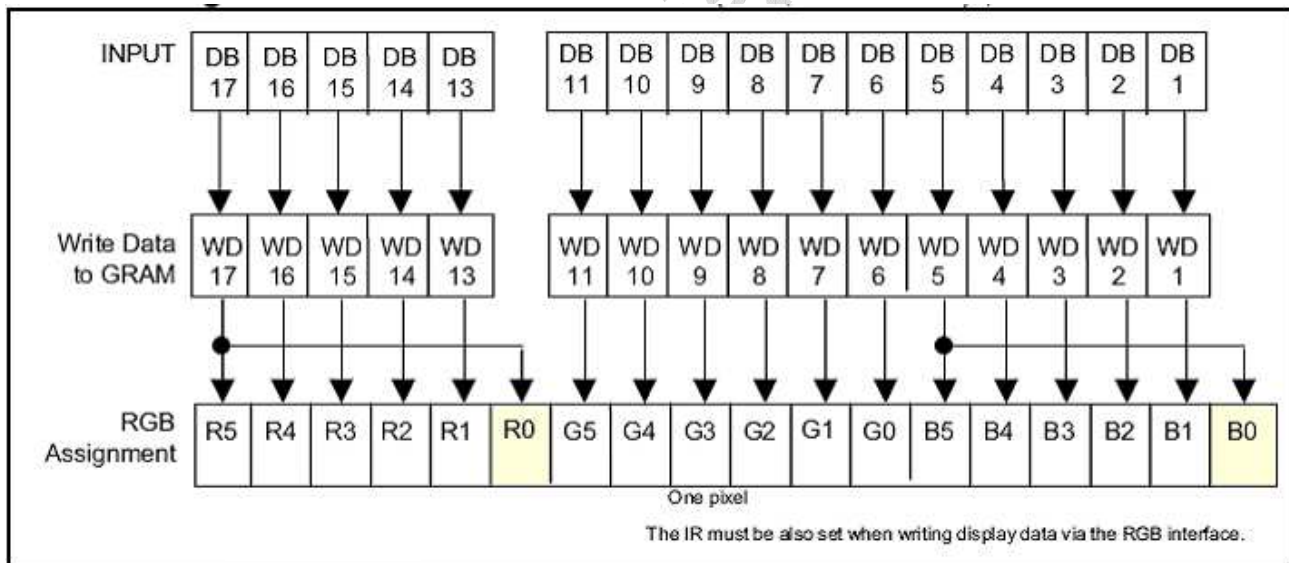 INPUT DB DB DB DB DB DB DB DB DB DB DB DB DB DB DB DB
17 16 15 14 13 11 10 9 8 7 6 5 4 3 2 1
Write Data WD WD WD WD WD WD WD WD WD WD WD WD WD WD WD WD
to GRAM 17 16 15 14 13 11 10 9 8 7 6 5 4 3 2 1
RGB R5 R4 R3 R2 R1 R0 G5 G4 G3 G2 G1 G0 B5 B4 B3 B2 B1 B0
Assignment
One pixel
The IR must be also set when writing display data via the RGB interface.